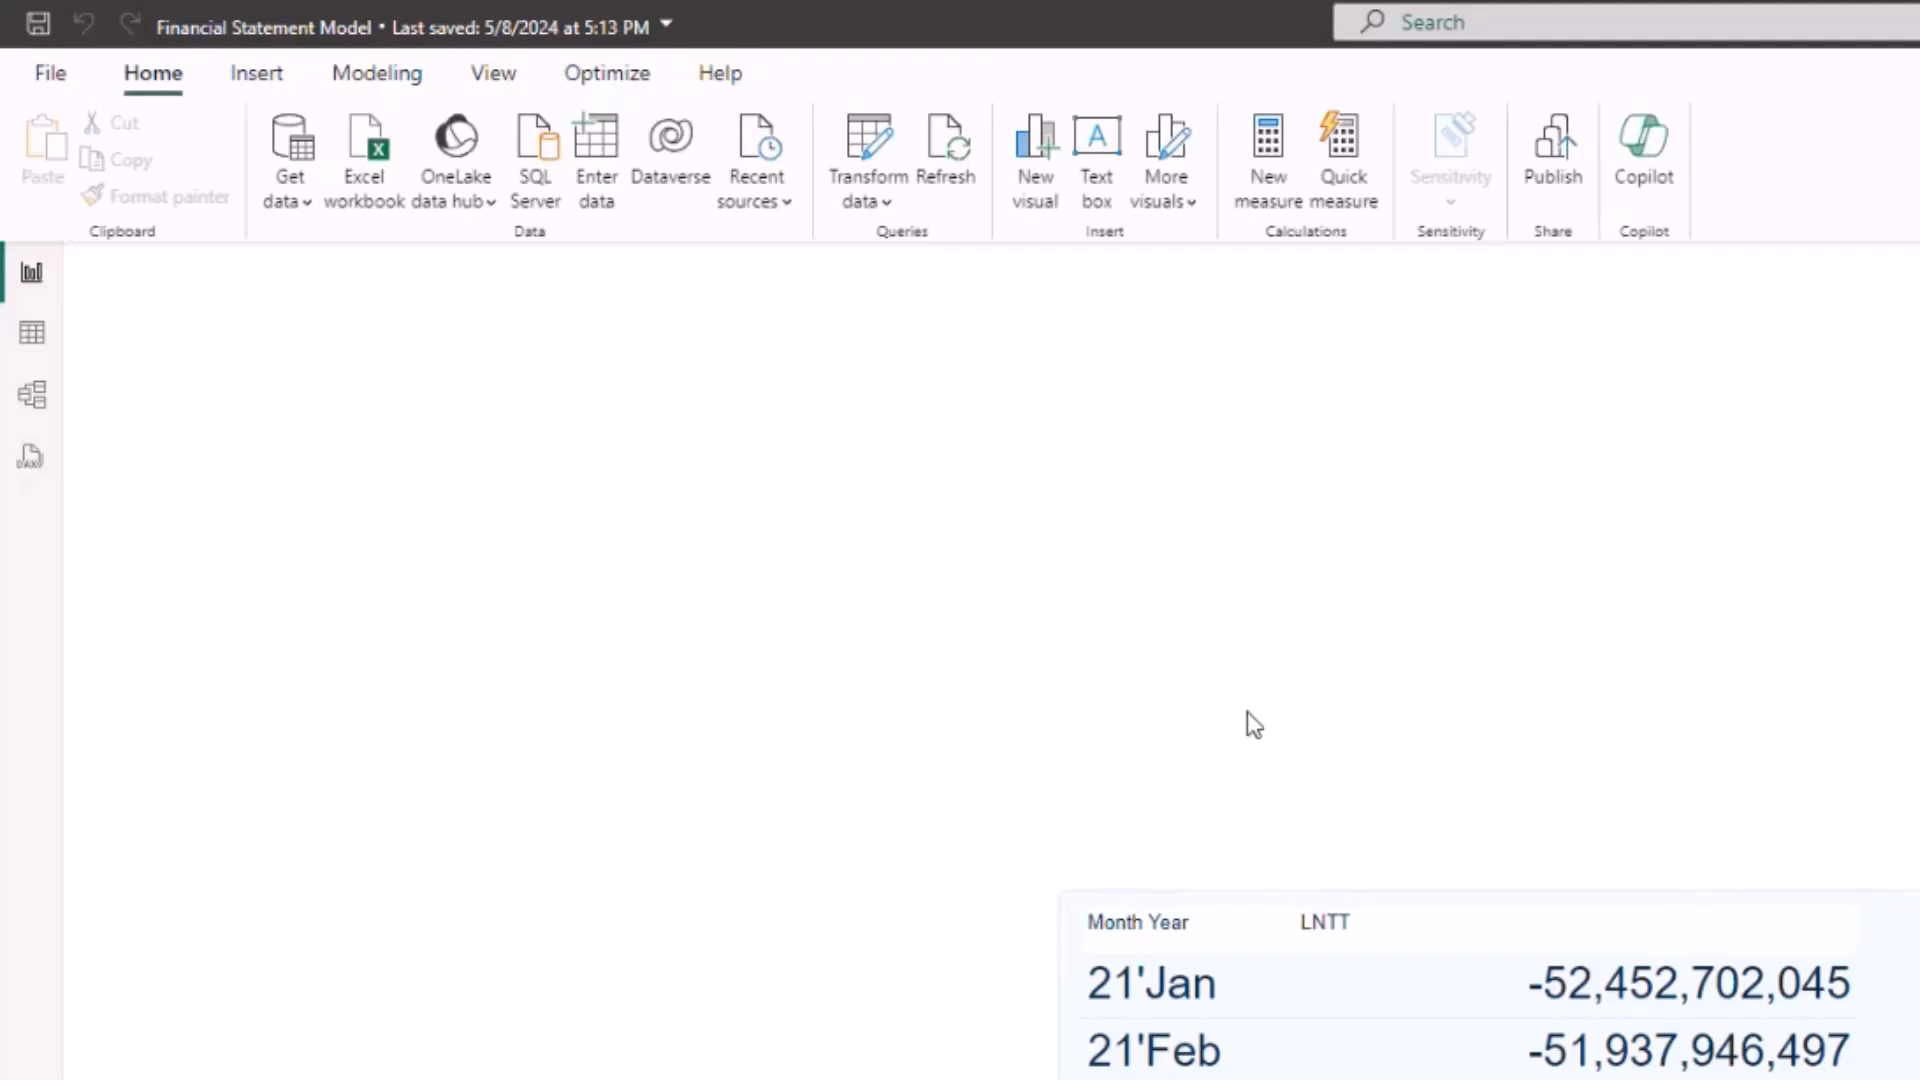 Financial Statement Model • Last saved: 5/8/2024 at 5:13 PM
Search
File Home Insert Modeling View Optimize Help
Paste
Cut
Copy
Format painter
Clipboard
Get data
Excel workbook
OneLake data hub
SQL Server
Enter data
Dataverse
Recent sources
Data
Transform data
Refresh
Queries
New visual
A
Text box
More visuals
Insert
New measure
Quick measure
Calculations
Sensitivity
Sensitivity
Publish
Share
Copilot
Copilot
DAX
Month Year LNTT
21'Jan -52,452,702,045
21'Feb -51,937,946,497